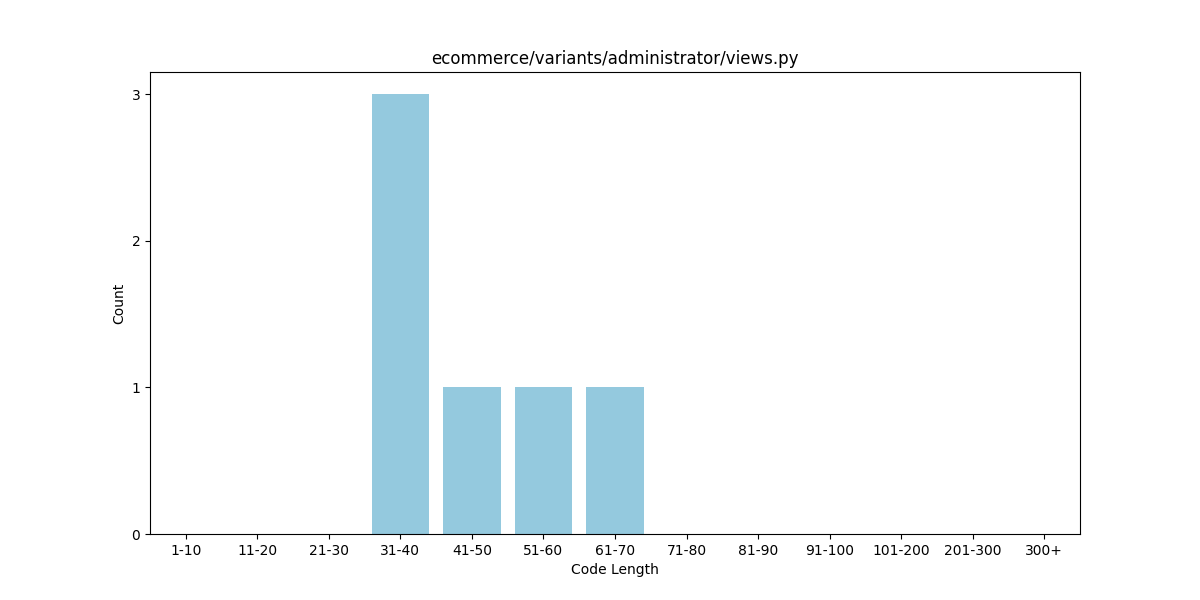 ecommerce/variants/administrator/views.py
3
2
1
0
Count
1-10 11-20 21-30 31-40 41-50 51-60 61-70 71-80 81-90 91-100 101-200 201-300 300+
Code Length